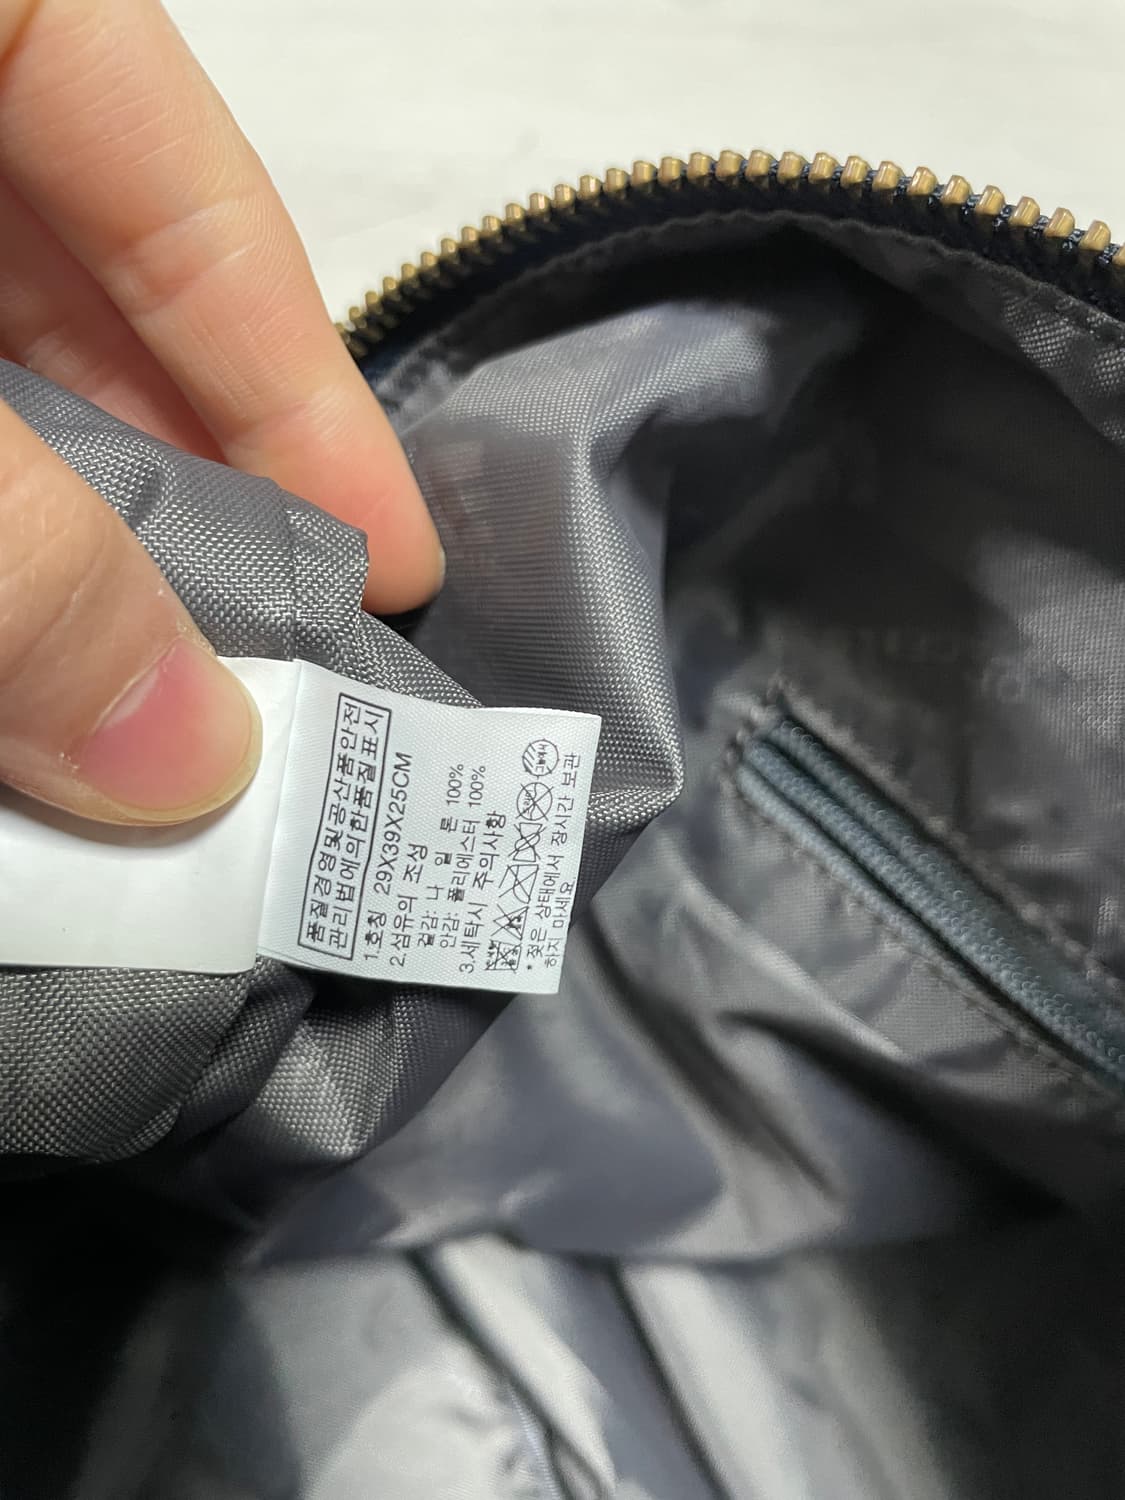 품질경영및공산품안전
관리법에의한품질표시
1.호칭 29X39X25CM
2.섬유의 조성
겉감: 나 일 론 100%
안감: 폴리에스터 100%
3.세탁시 주의사항
* 젖은 상태에서 장시간 보관
하지 마세요